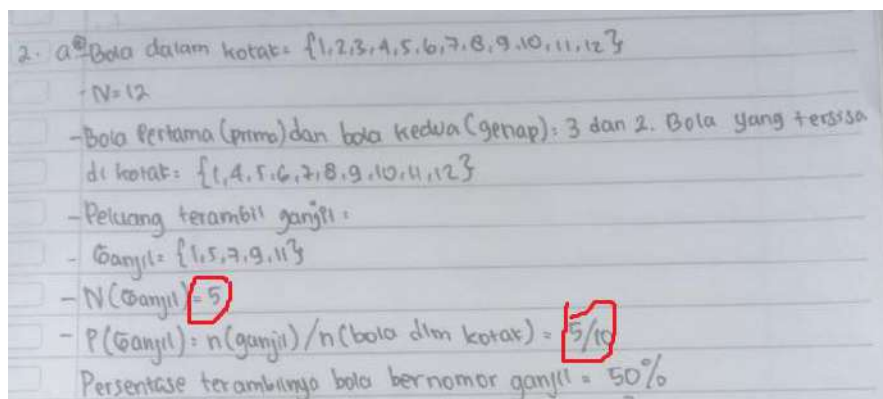 2. a Bola dalam kotak = {1,2,3,4,5,6,7,8,9,10,11,12}
- N=12
- Bola Pertama (prima) dan bola kedua (genap): 3 dan 2. Bola yang tersisa
di kotak: {1,4,5,6,7,8,9,10,11,12}
- Peluang terambil ganjil:
- Ganjil = {1,5,7,9,11}
- N(Ganjil) = 5
- P(Ganjil) = n(ganjil)/n(bola dlm kotak) = 5/10
Persentase terambilnya bola bernomor ganjil = 50%